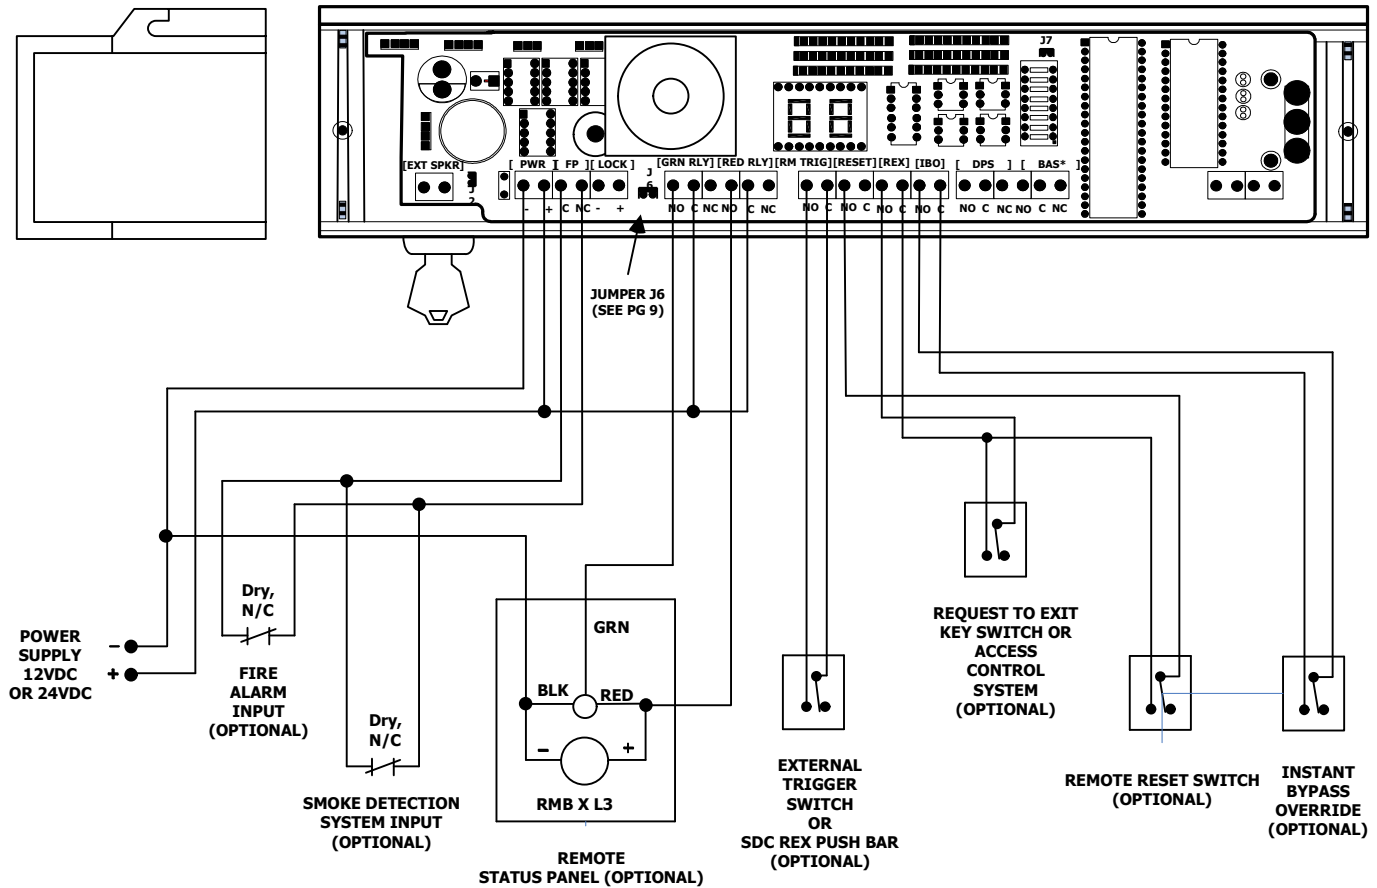 J7
[EXT SPKR]
J
2
[ PWR ][ FP ][ LOCK ]
J
6
[GRN RLY][RED RLY][RM TRIG][RESET][REX] [IBO] [ DPS ] [ BAS* ]
- + C NC - +
NO C NC NO C NC
NO C NO C NO C NO C
NO C NC NO C NC
JUMPER J6
(SEE PG 9)
Dry,
N/C
POWER
SUPPLY
12VDC
OR 24VDC
–
+
FIRE
ALARM
INPUT
(OPTIONAL)
Dry,
N/C
SMOKE DETECTION
SYSTEM INPUT
(OPTIONAL)
GRN
BLK
RED
–
+
RMB X L3
REMOTE
STATUS PANEL (OPTIONAL)
EXTERNAL
TRIGGER
SWITCH
OR
SDC REX PUSH BAR
(OPTIONAL)
REQUEST TO EXIT
KEY SWITCH OR
ACCESS
CONTROL
SYSTEM
(OPTIONAL)
REMOTE RESET SWITCH
(OPTIONAL)
INSTANT
BYPASS
OVERRIDE
(OPTIONAL)